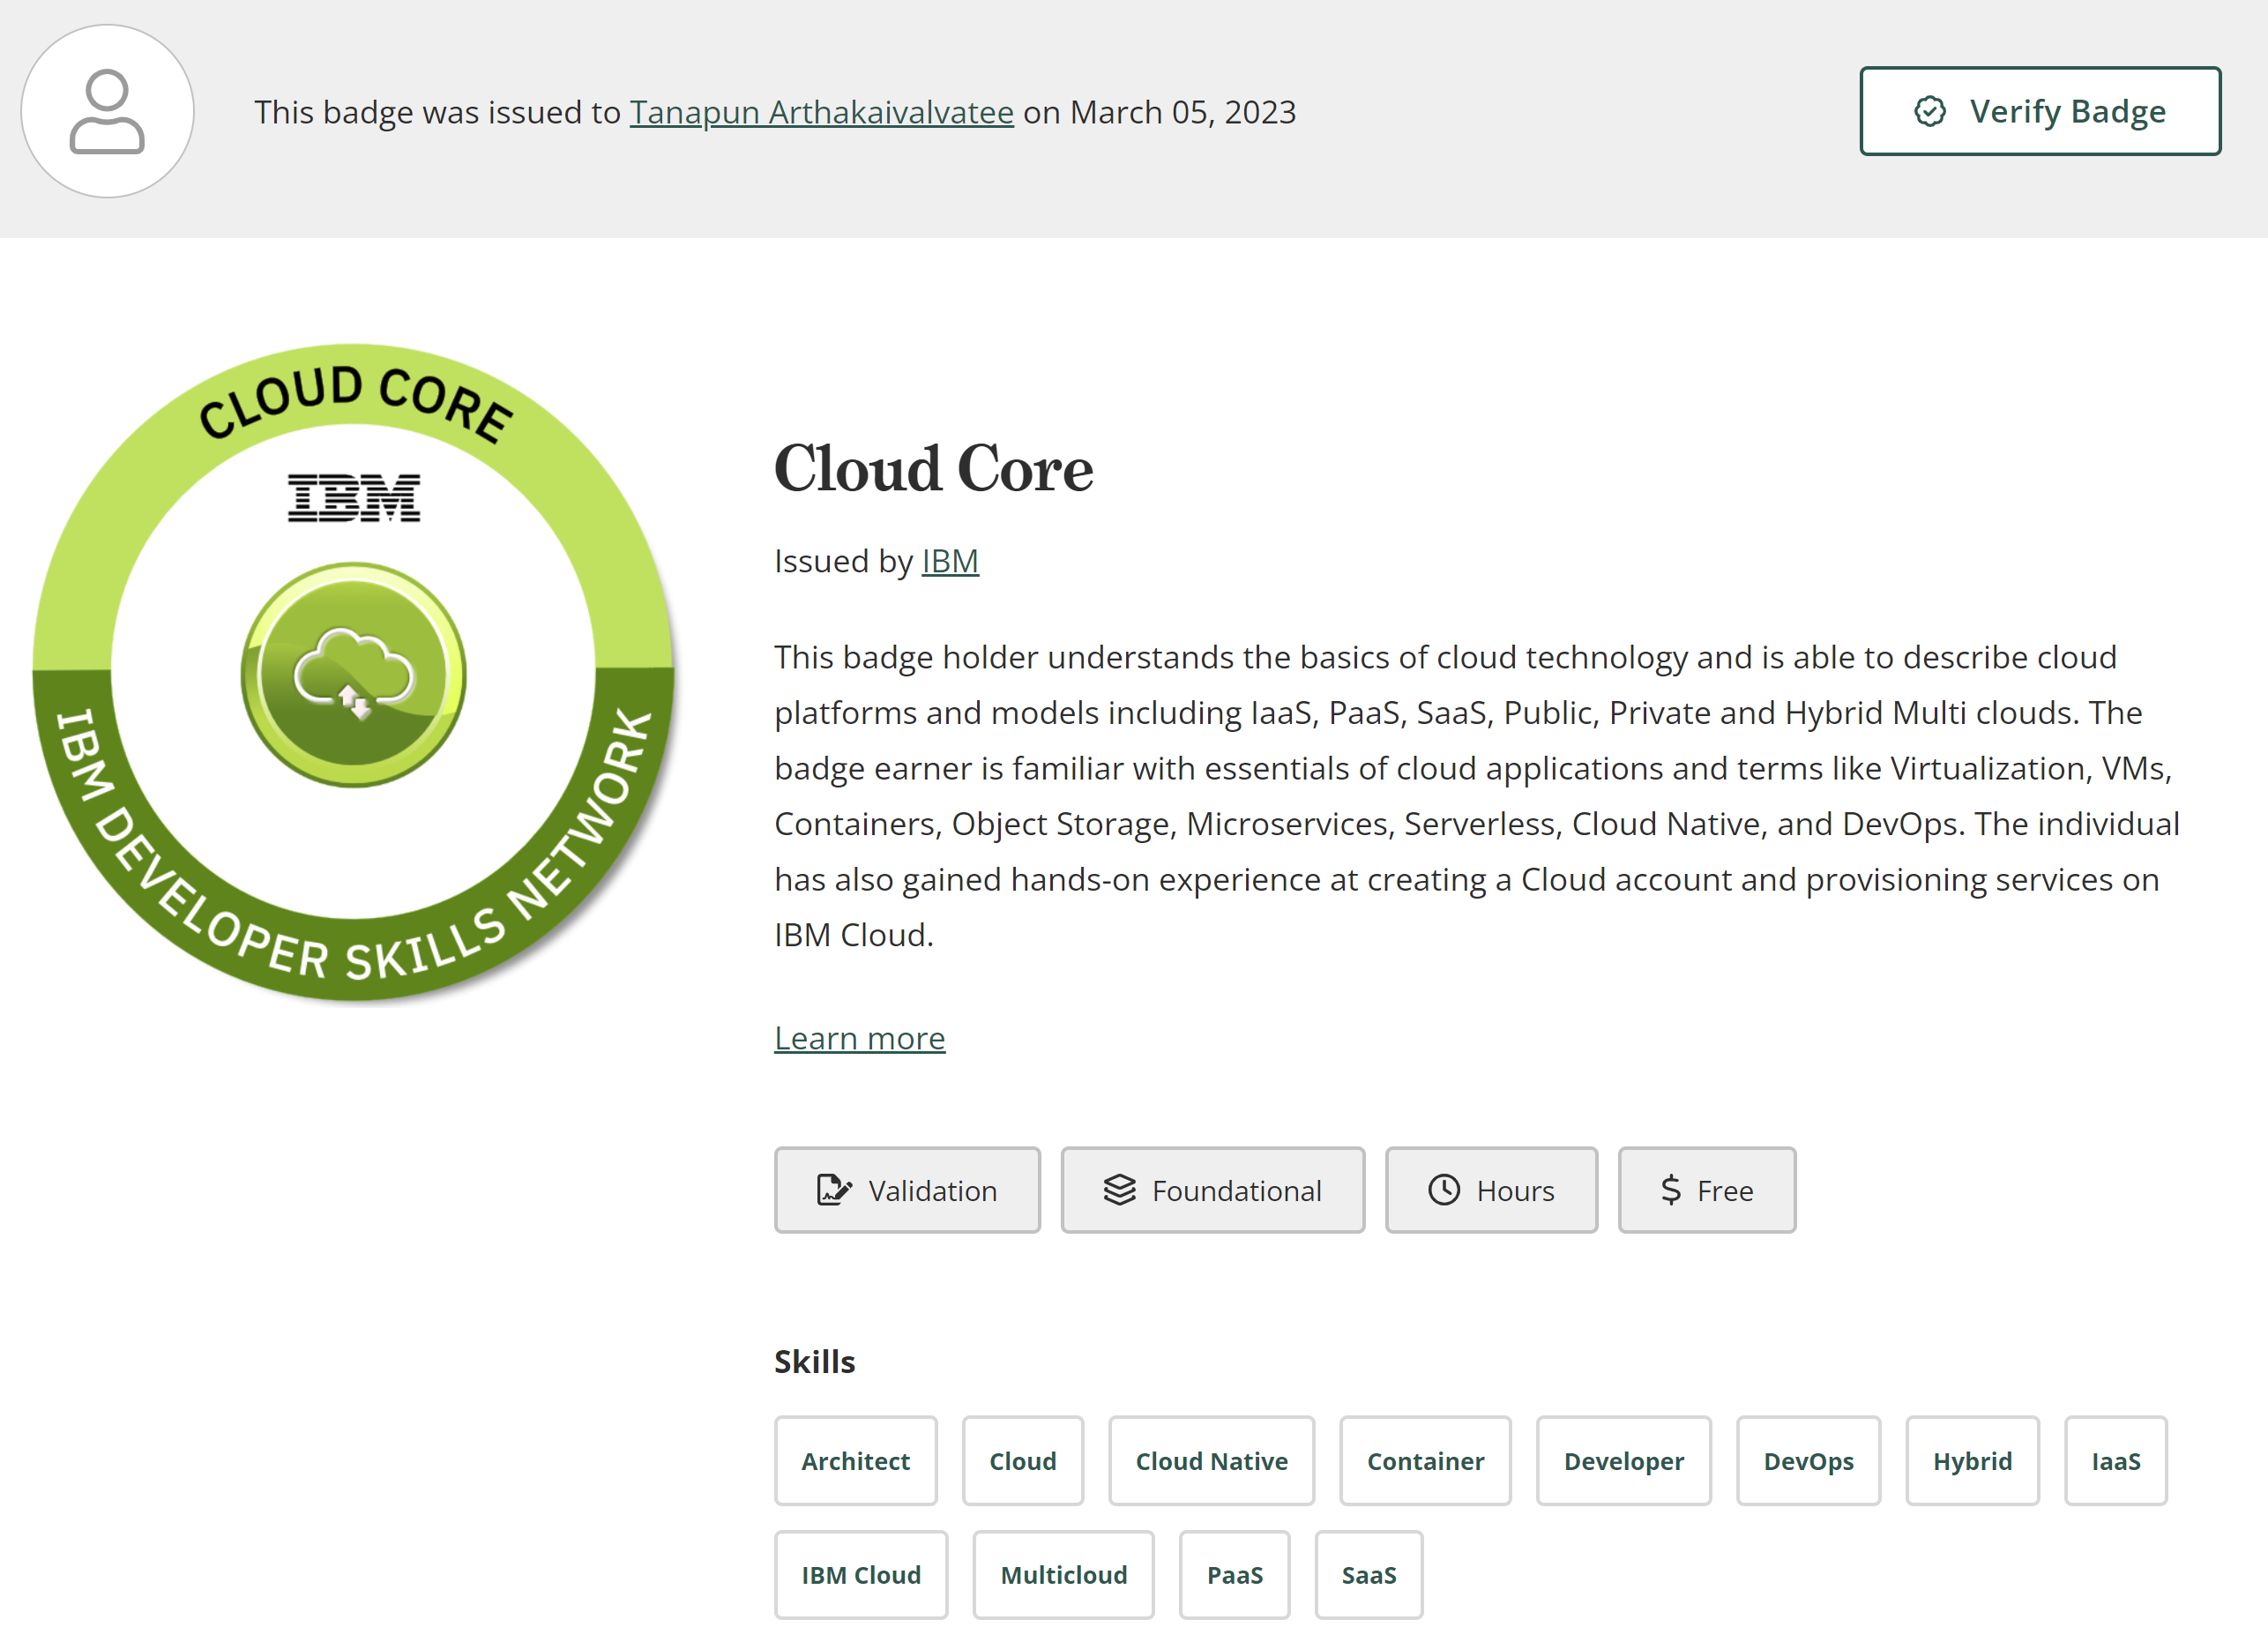 This badge was issued to Tanapun Arthakaivalvatee on March 05, 2023
Verify Badge
CLOUD CORE
IBM
IBM DEVELOPER SKILLS NETWORK
Cloud Core
Issued by IBM
This badge holder understands the basics of cloud technology and is able to describe cloud
platforms and models including IaaS, PaaS, SaaS, Public, Private and Hybrid Multi clouds. The
badge earner is familiar with essentials of cloud applications and terms like Virtualization, VMs,
Containers, Object Storage, Microservices, Serverless, Cloud Native, and DevOps. The individual
has also gained hands-on experience at creating a Cloud account and provisioning services on
IBM Cloud.
Learn more
Validation Foundational Hours $ Free
Skills
Architect Cloud Cloud Native Container Developer DevOps Hybrid IaaS
IBM Cloud Multicloud PaaS SaaS